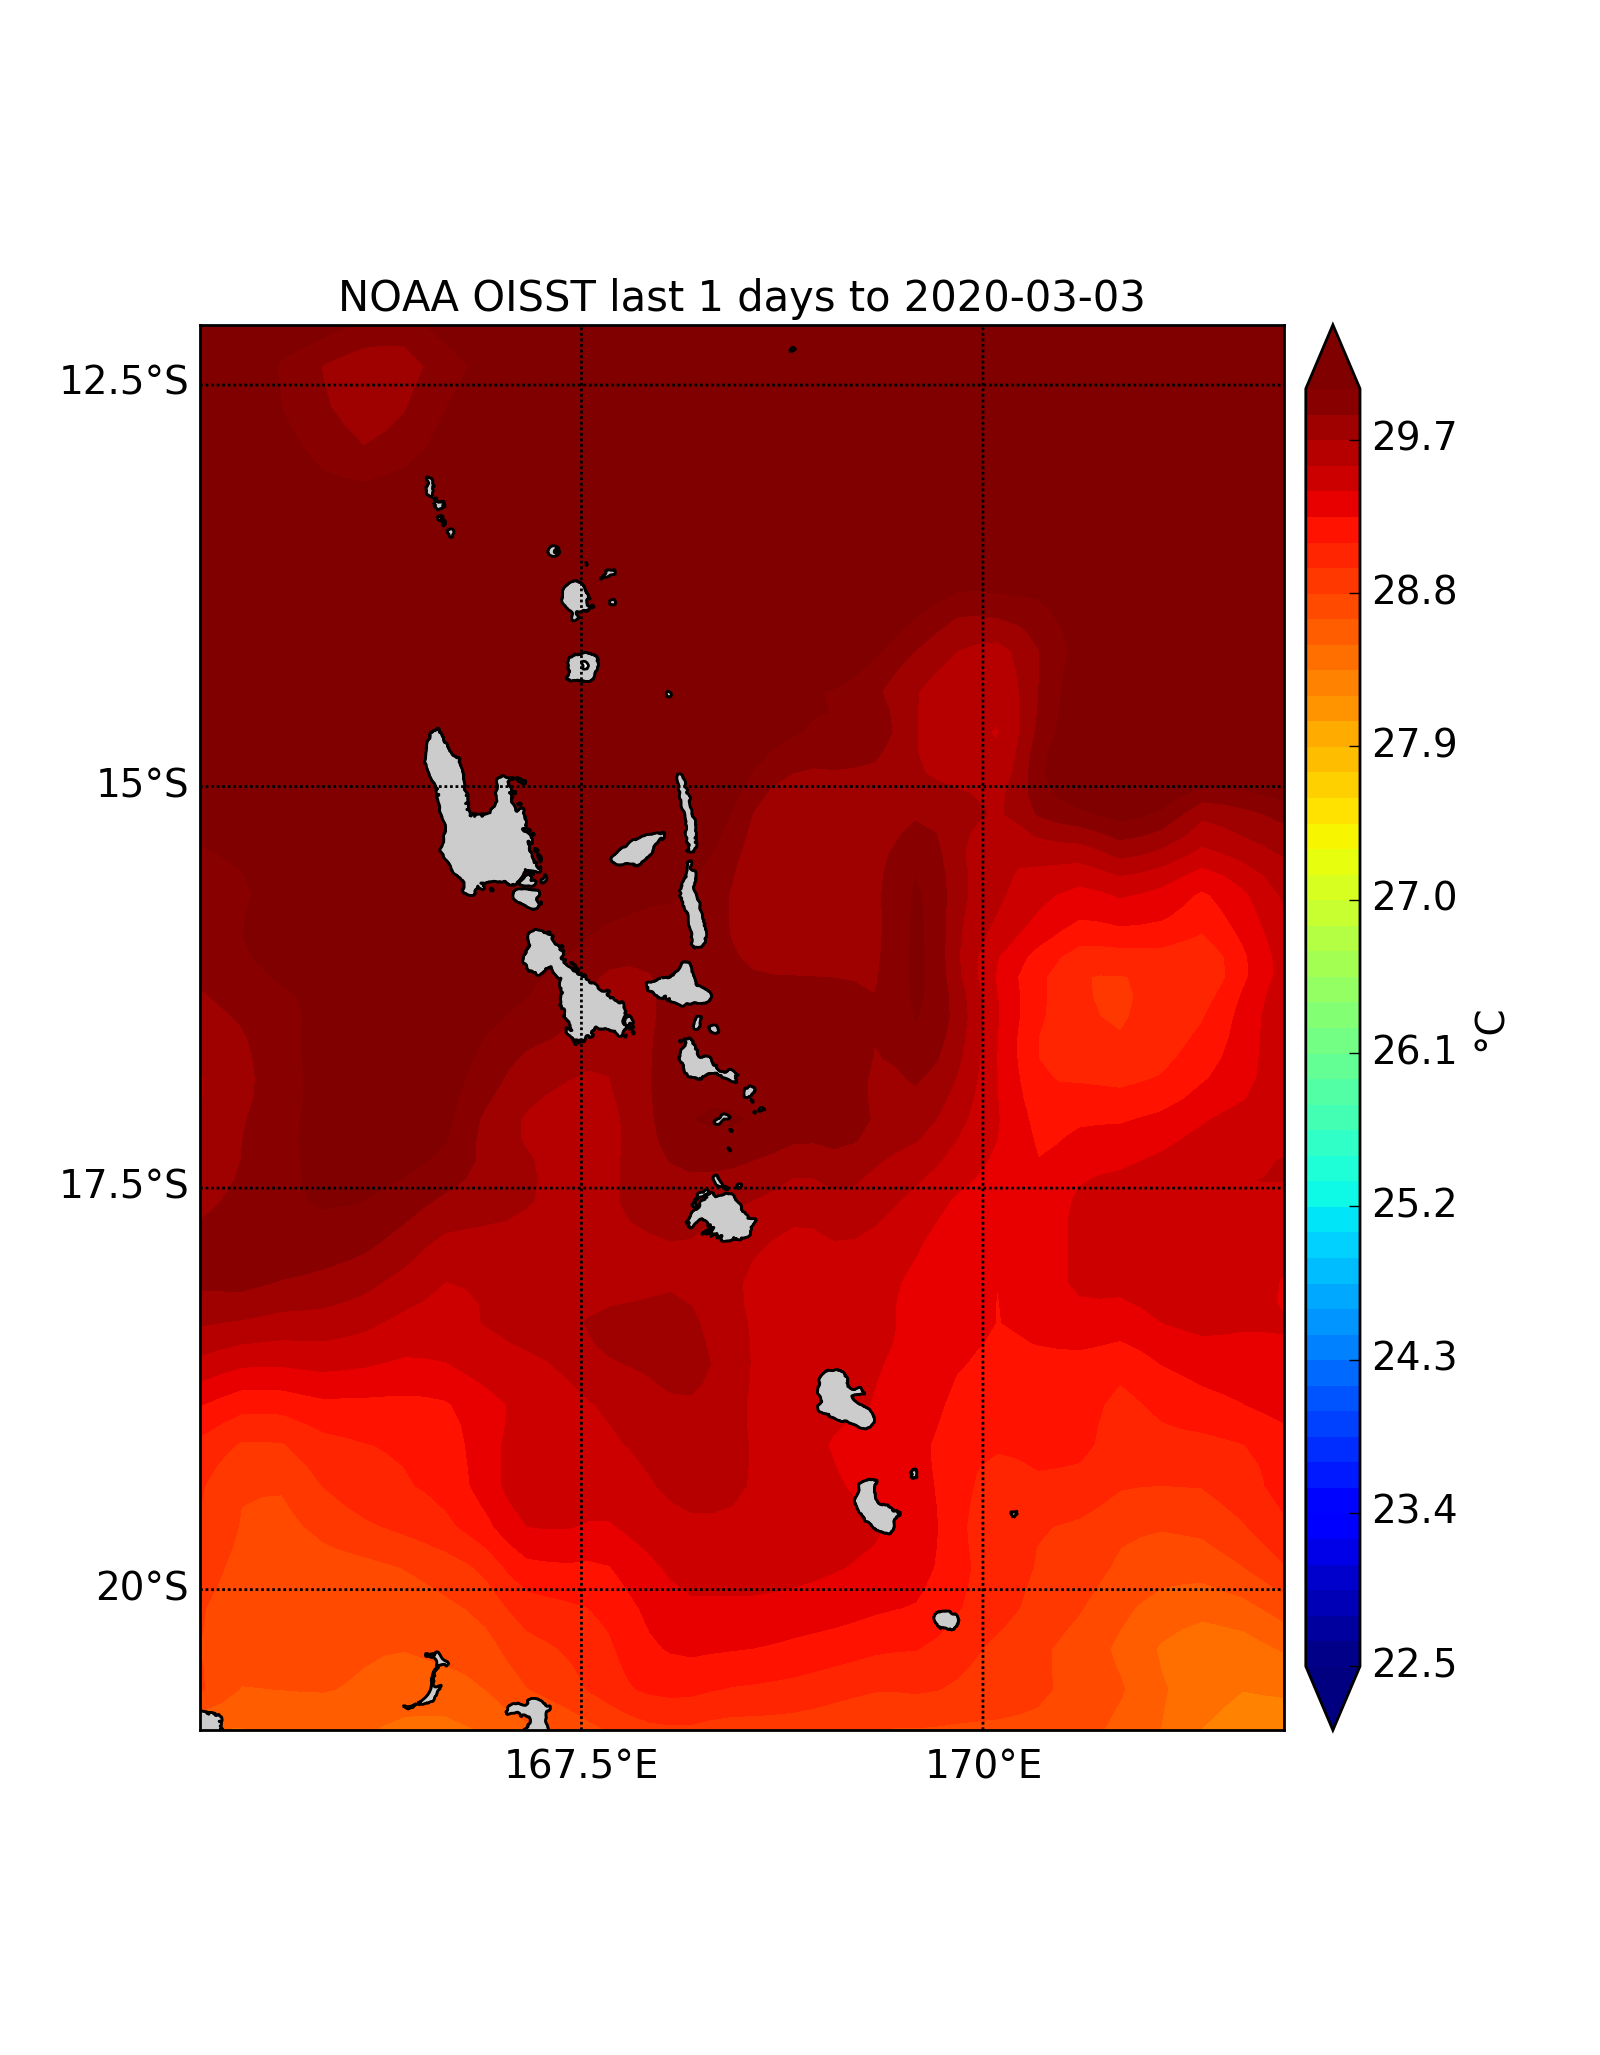 NOAA OISST last 1 days to 2020-03-03
12.5°S
15°S
17.5°S
20°S
167.5°E
170°E
29.7
28.8
27.9
27.0
26.1
25.2
24.3
23.4
22.5
°C